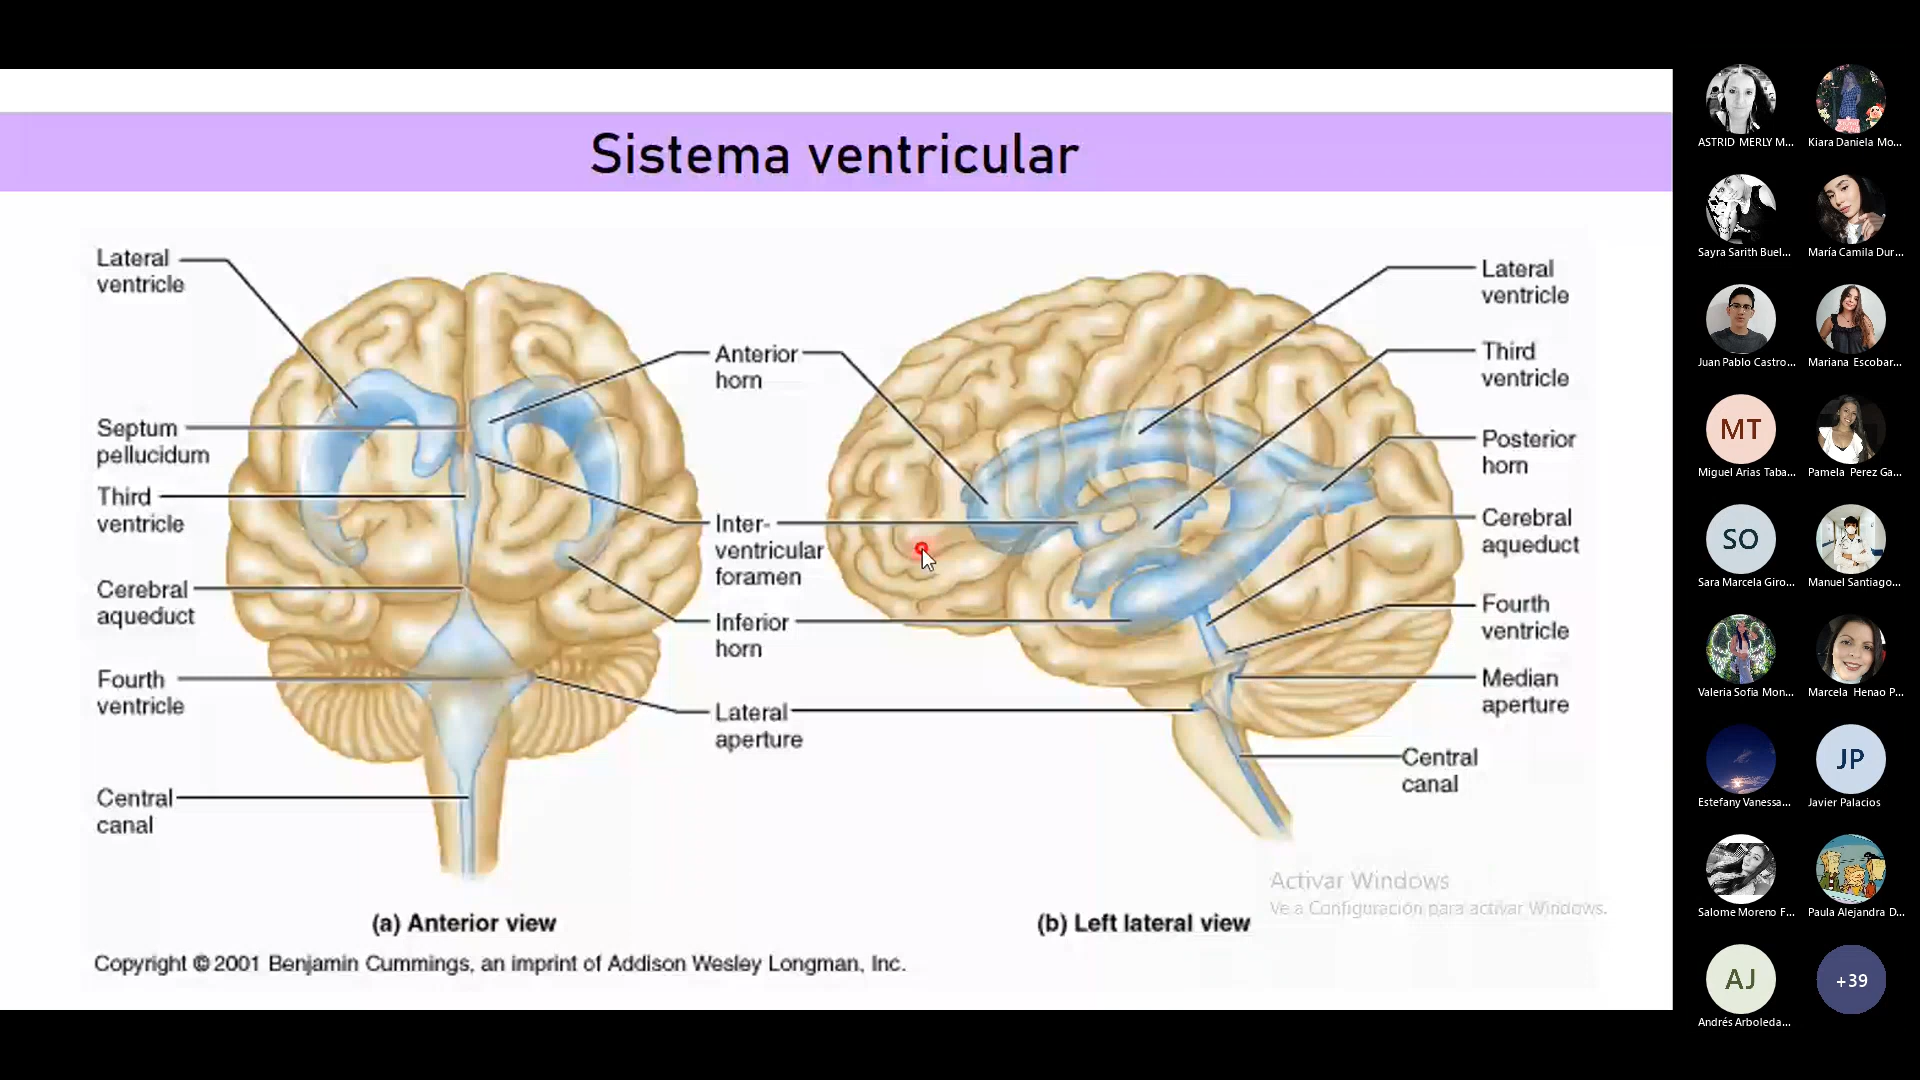 Sistema ventricular
Lateral
ventricle
Septum
pellucidum
Third
ventricle
Cerebral
aqueduct
Fourth
ventricle
Central
canal
Anterior
horn
Inter-
ventricular
foramen
Inferior
horn
Lateral
aperture
Lateral
ventricle
Third
ventricle
Posterior
horn
Cerebral
aqueduct
Fourth
ventricle
Median
aperture
Central
canal
(a) Anterior view
(b) Left lateral view
Copyright © 2001 Benjamin Cummings, an imprint of Addison Wesley Longman, Inc.
Activar Windows
Ve a Configuración para activar Windows.
ASTRID MERLY M...
Kiara Daniela Mo...
Sayra Sarith Buel...
María Camila Dur...
Juan Pablo Castro...
Mariana Escobar...
MT
Miguel Arias Taba...
Pamela Perez Ga...
SO
Sara Marcela Giro...
Manuel Santiago...
Valeria Sofia Mon...
Marcela Henao P...
Estefany Vanessa...
JP
Javier Palacios
Salome Moreno F...
Paula Alejandra D...
AJ
Andrés Arboleda...
+39